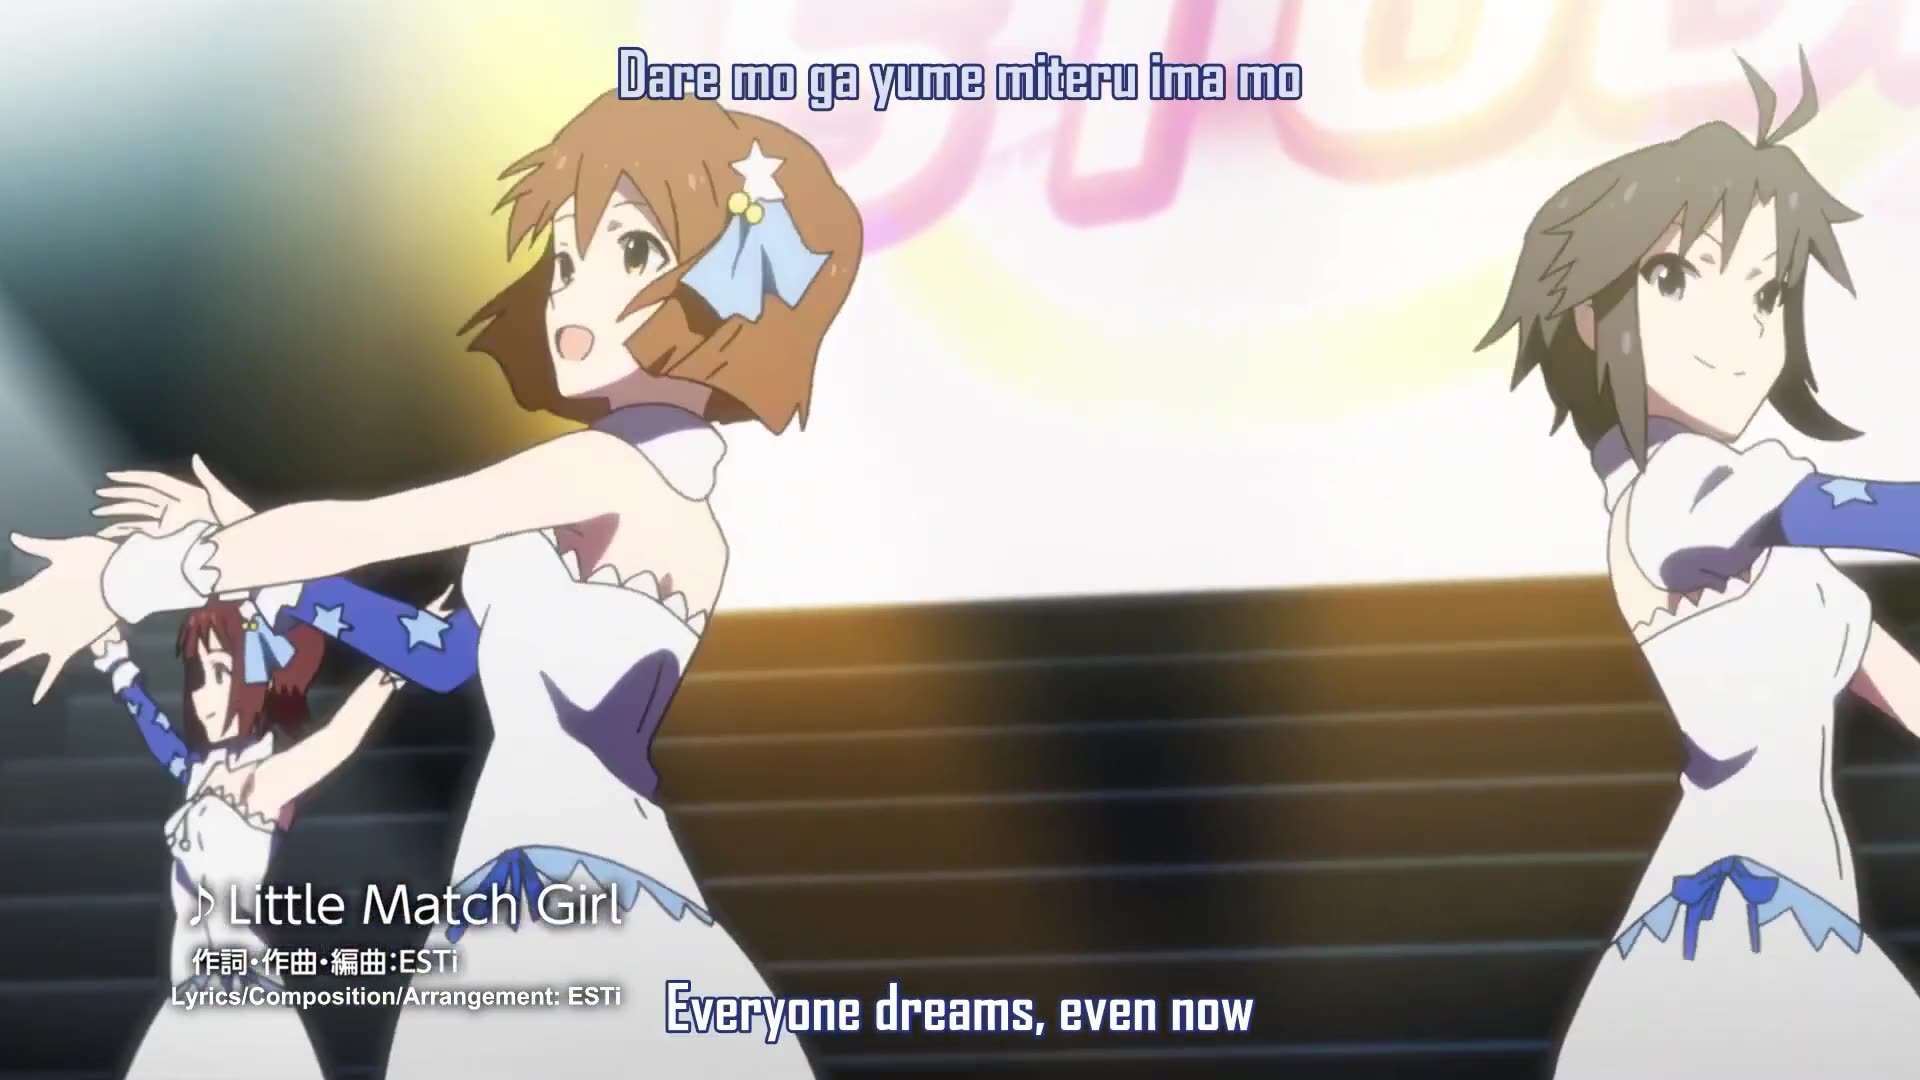 Dare mo ga yume miteru ima mo
♪Little Match Girl
作詞・作曲・編曲:ESTi
Lyrics/Composition/Arrangement: ESTi
Everyone dreams, even now